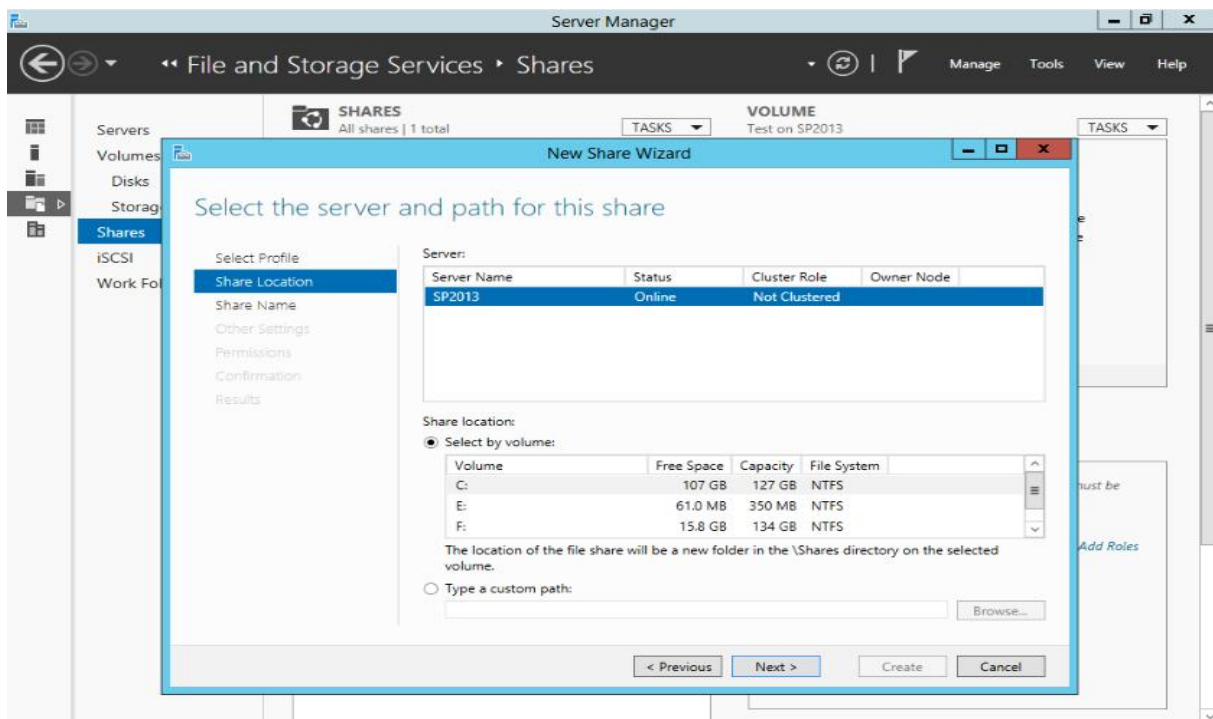 Server Manager
File and Storage Services • Shares
Manage Tools View Help
Servers
Volumes
Disks
Storag
Shares
iSCSI
Work Fol
SHARES
All shares | 1 total
TASKS
VOLUME
Test on SP2013
TASKS
New Share Wizard
Select the server and path for this share
Select Profile
Share Location
Share Name
Other Settings
Permissions
Confirmation
Results
Server:
Server Name Status Cluster Role Owner Node
SP2013 Online Not Clustered
Share location:
Select by volume:
Volume Free Space Capacity File System
C: 107 GB 127 GB NTFS
E: 61.0 MB 350 MB NTFS
F: 15.8 GB 134 GB NTFS
The location of the file share will be a new folder in the \Shares directory on the selected
volume.
Type a custom path:
Browse...
< Previous Next > Create Cancel
must be
Add Roles